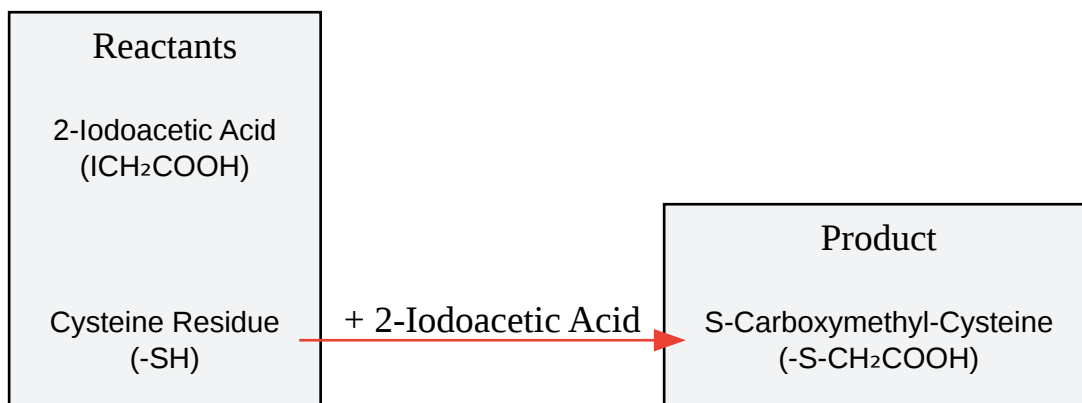 Reactants
2-Iodoacetic Acid
(ICH₂COOH)
Cysteine Residue
(-SH)
+ 2-Iodoacetic Acid
Product
S-Carboxymethyl-Cysteine
(-S-CH₂COOH)